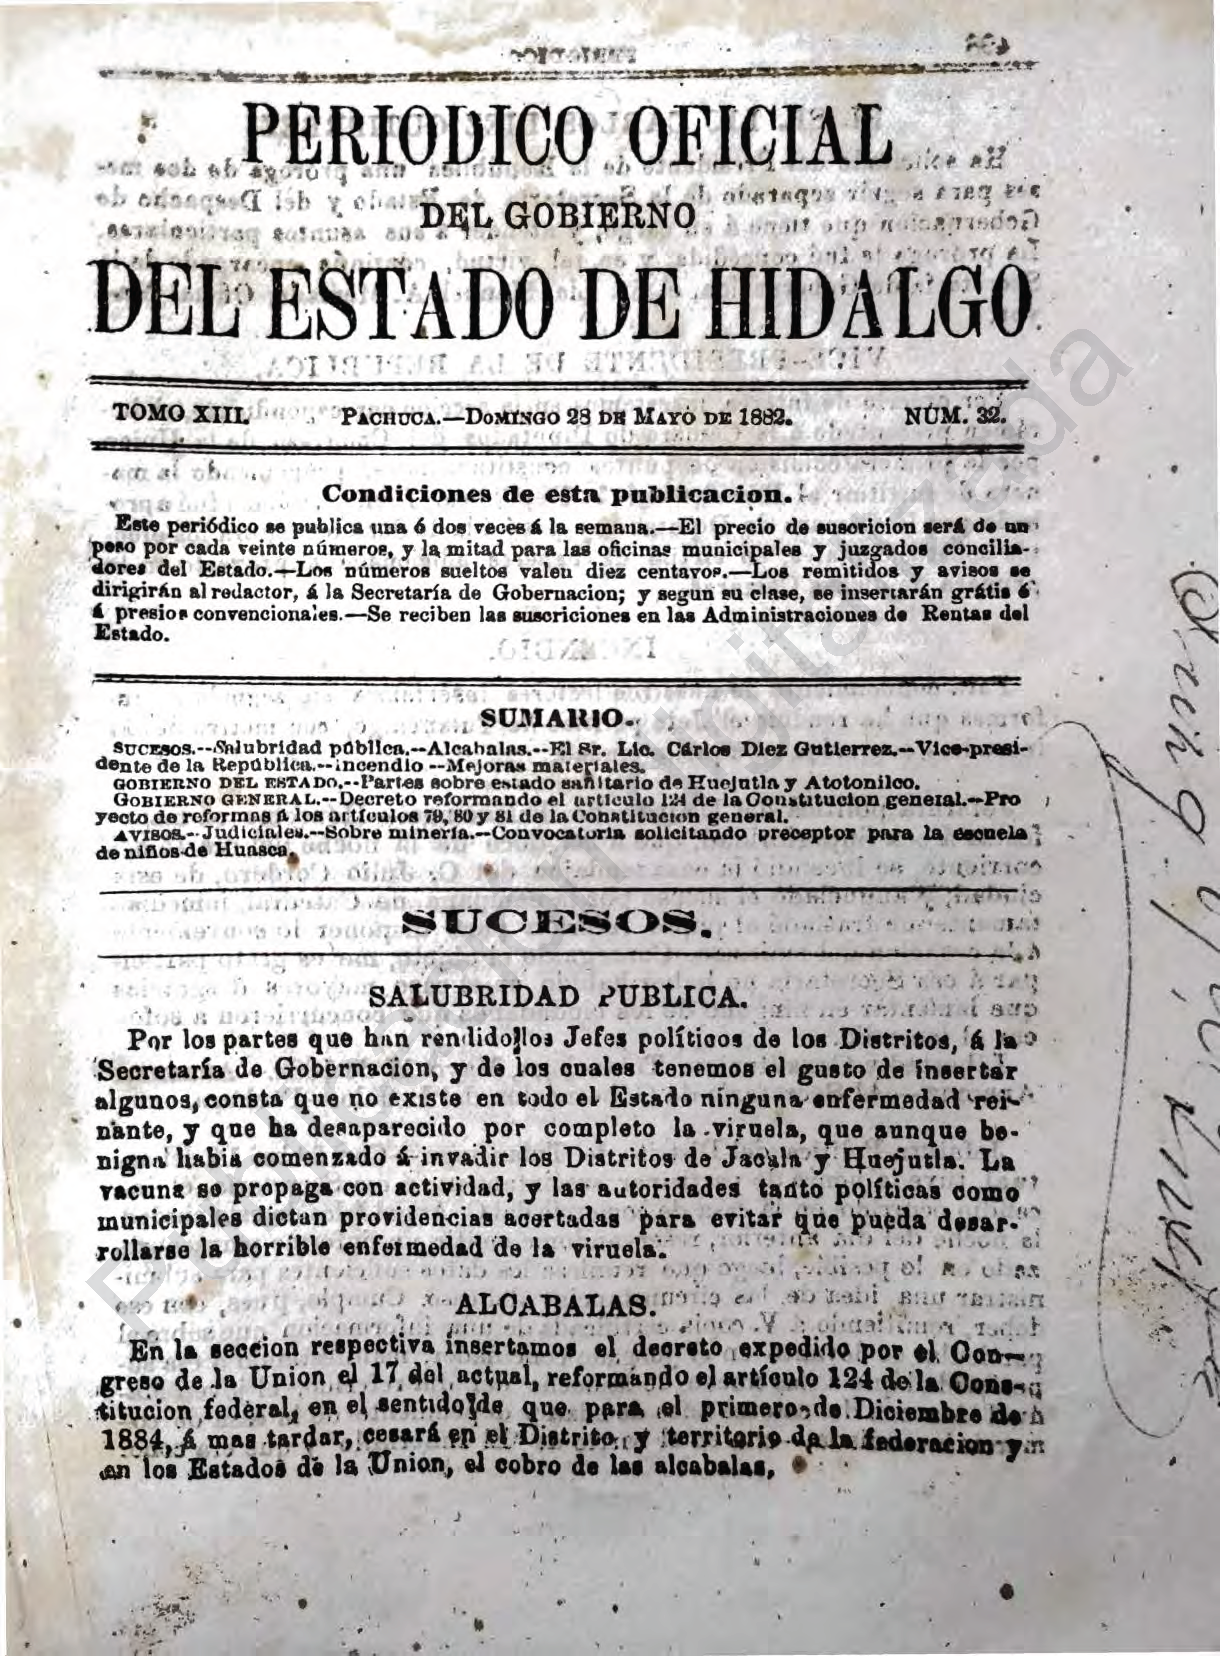 PERIODICO OFICIAL
DEL GOBIERNO
DEL ESTADO DE HIDALGO
TOMO XIII. PACHUCA.—DOMINGO 28 DE MAYO DE 1882. NÚM. 32.
Condiciones de esta publicacion.
Este periódico se publica una ó dos veces á la semana.—El precio de suscricion será de un
peso por cada veinte números, y la mitad para las oficinas municipales y juzgados concilia-
dores del Estado.—Los números sueltos valen diez centavos.—Los remitidos y avisos se
dirigirán al redactor, á la Secretaría de Gobernacion; y segun su clase, se insertarán grátis ó
á presios convencionales.—Se reciben las suscriciones en las Administraciones de Rentas del
Estado.
SUMARIO.
SUCESOS.--Salubridad pública.--Alcabalas.--El Sr. Lic. Cárlos Diez Gutierrez.--Vice-presi-
dente de la República.--Incendio--Mejoras materiales.
GOBIERNO DEL ESTADO.--Partes sobre estado sanitario de Huejutla y Atotonilco.
GOBIERNO GENERAL.--Decreto reformando el artículo 124 de la Constitucion general.--Pro
yecto de reformas á los artículos 79, 80 y 81 de la Constitucion general.
AVISOS.--Judiciales.--Sobre minería.--Convocatoria solicitando preceptor para la escuela
de niños de Huasca.
SUCESOS.
SALUBRIDAD PUBLICA.
Por los partes que han rendido los Jefes políticos de los Distritos, á la
Secretaría de Gobernacion, y de los cuales tenemos el gusto de insertar
algunos, consta que no existe en todo el Estado ninguna enfermedad rei-
nante, y que ha desaparecido por completo la viruela, que aunque be-
nigna habia comenzado á invadir los Distritos de Jacala y Huejutla. La
vacuna se propaga con actividad, y las autoridades tanto políticas como
municipales dictan providencias acertadas para evitar que pueda desar-
rollarse la horrible enfermedad de la viruela.
ALCABALAS.
En la seccion respectiva insertamos el decreto expedido por el Con-
greso de la Union el 17 del actual, reformando el artículo 124 de la Cons-
titucion federal, en el sentido de que para el primero de Diciembre de
1884, á mas tardar, cesará en el Distrito y territorio de la federacion y
en los Estados de la Union, el cobro de las alcabalas,